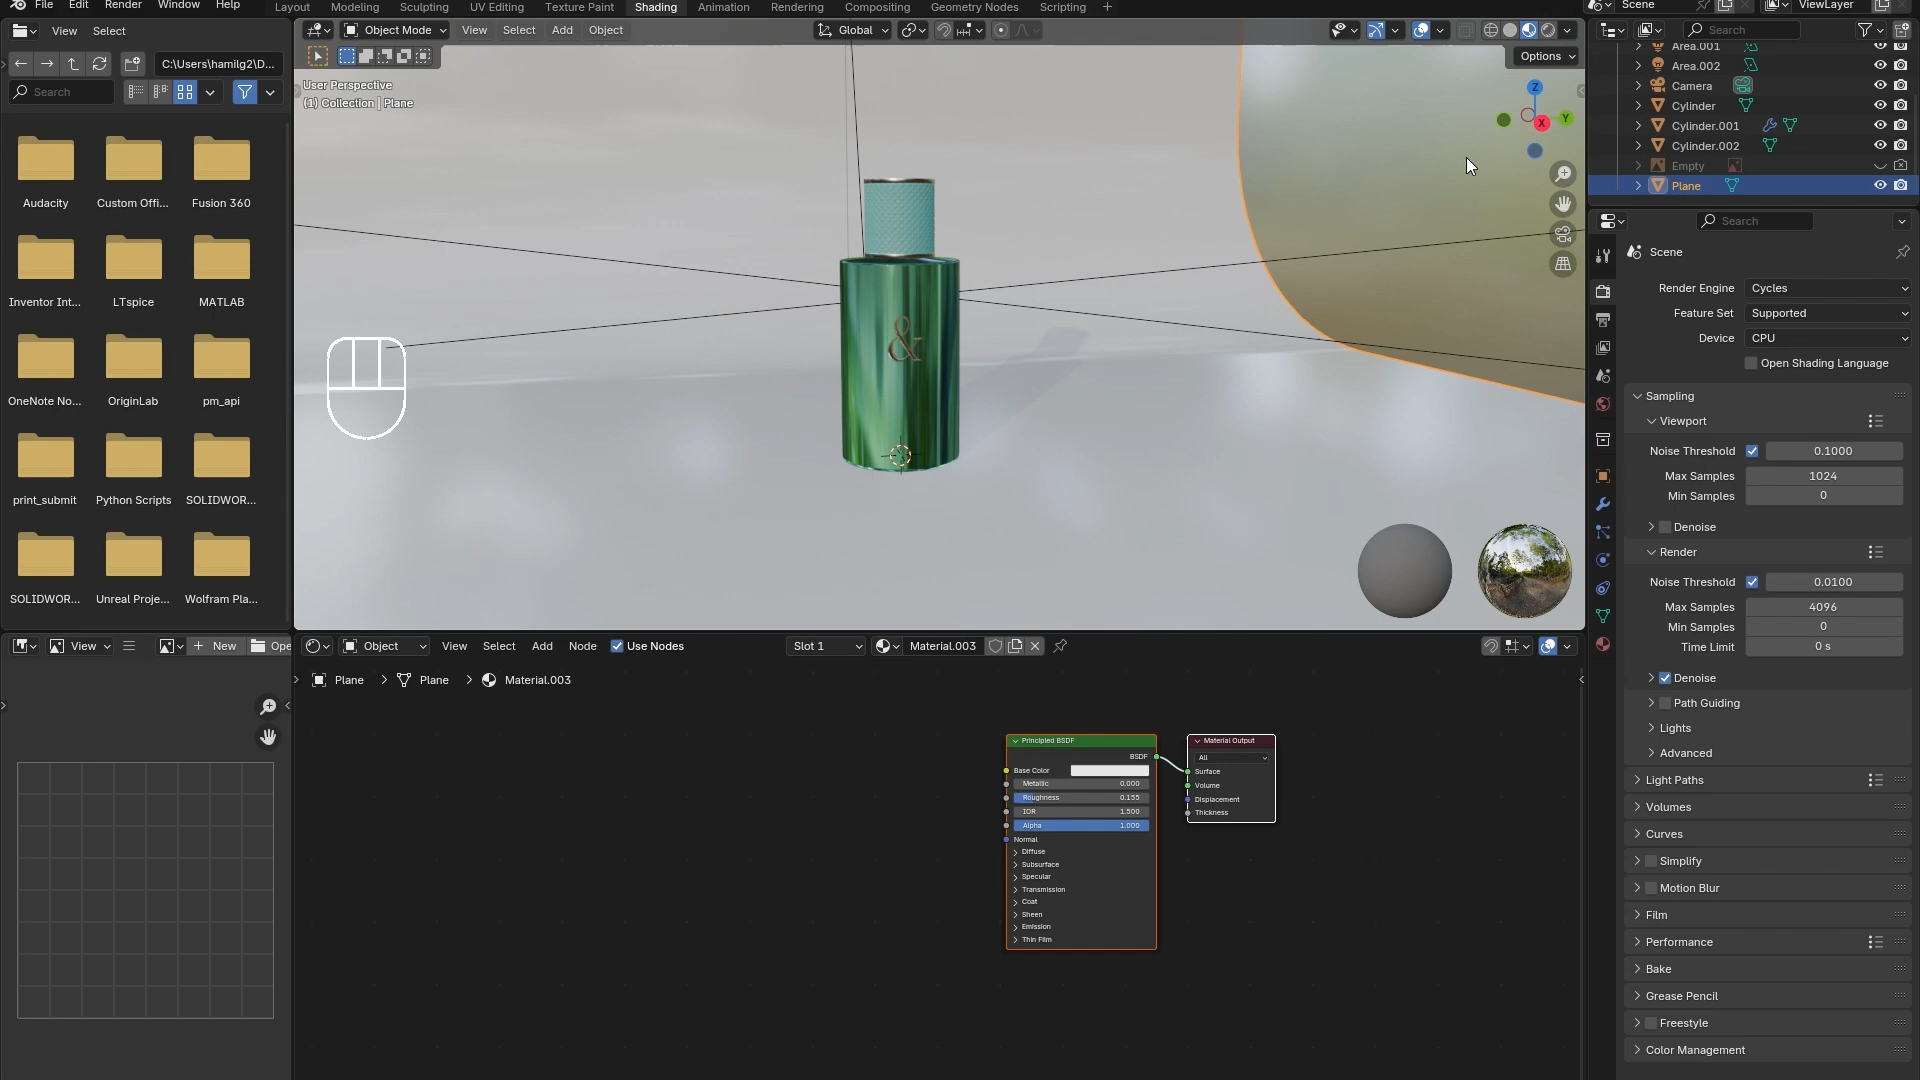 File Edit Render Window Help Layout Modeling Sculpting UV Editing Texture Paint Shading Animation Rendering Compositing Geometry Nodes Scripting + Scene ViewLayer
View Select
C:\Users\hamilg2\D...
Search
Audacity Custom Offi... Fusion 360
Inventor Int... LTspice MATLAB
OneNote No... OriginLab pm_api
print_submit Python Scripts SOLIDWOR...
SOLIDWOR... Unreal Proje... Wolfram Pla...
Object Mode View Select Add Object Global
Options
User Perspective
(1) Collection | Plane
Z
Y
X
&
Search
Area.001
Area.002
Camera
Cylinder
Cylinder.001
Cylinder.002
Empty
Plane
Search
Scene
Render Engine Cycles
Feature Set Supported
Device CPU
Open Shading Language
Sampling
Viewport
Noise Threshold 0.1000
Max Samples 1024
Min Samples 0
Denoise
Render
Noise Threshold 0.0100
Max Samples 4096
Min Samples 0
Time Limit 0 s
Denoise
Path Guiding
Lights
Advanced
Light Paths
Volumes
Curves
Simplify
Motion Blur
Film
Performance
Bake
Grease Pencil
Freestyle
Color Management
View New Ope
Object View Select Add Node Use Nodes Slot 1 Material.003
Plane > Plane > Material.003
Principled BSDF
BSDF
Base Color
Metallic 0.000
Roughness 0.155
IOR 1.500
Alpha 1.000
Normal
Diffuse
Subsurface
Specular
Transmission
Coat
Sheen
Emission
Thin Film
Material Output
All
Surface
Volume
Displacement
Thickness